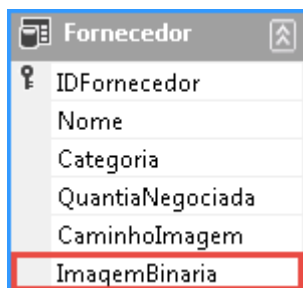 Fornecedor
IDFornecedor
Nome
Categoria
QuantiaNegociada
CaminhoImagem
ImagemBinaria